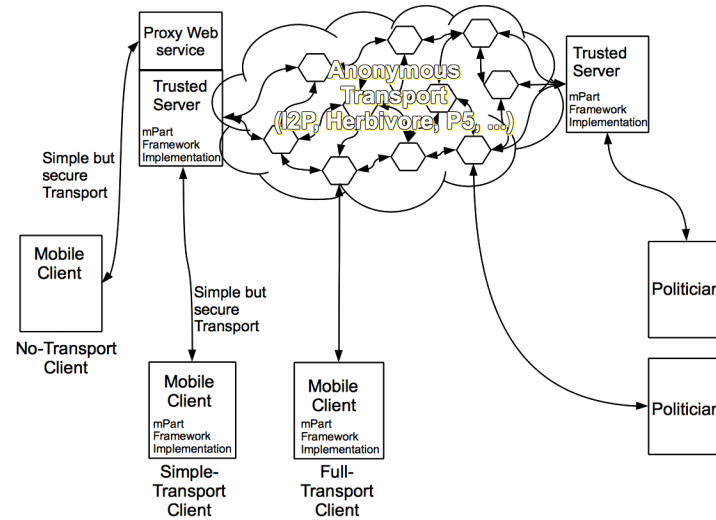 Proxy Web
service
Trusted
Server
mPart
Framework
Implementation
Anonymous
Transport
(I2P, Herbivore, P5, ...)
Trusted
Server
mPart
Framework
Implementation
Simple but
secure
Transport
Mobile
Client
No-Transport
Client
Simple but
secure
Transport
Mobile
Client
mPart
Framework
Implementation
Simple-
Transport
Client
Mobile
Client
mPart
Framework
Implementation
Full-
Transport
Client
Politician
Politician